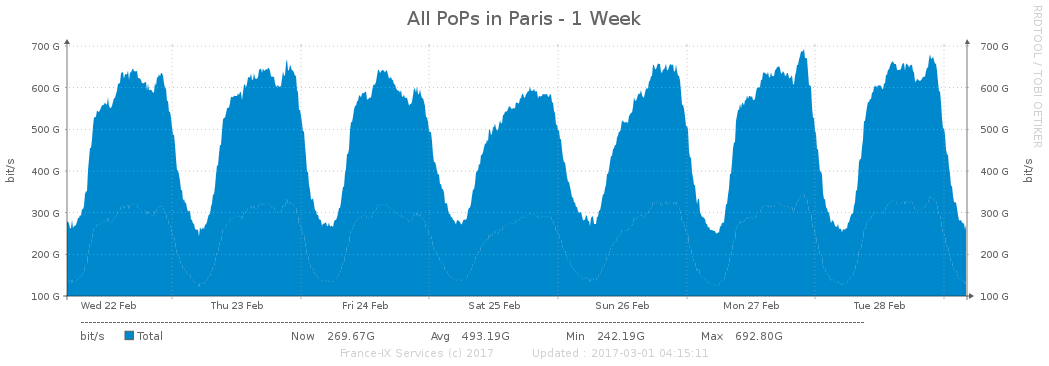 All PoPs in Paris - 1 Week
RRDTOOL / TOBI OETIKER
bit/s
bit/s
700 G 700 G
600 G 600 G
500 G 500 G
400 G 400 G
300 G 300 G
200 G 200 G
100 G 100 G
Wed 22 Feb Thu 23 Feb Fri 24 Feb Sat 25 Feb Sun 26 Feb Mon 27 Feb Tue 28 Feb
bit/s Total Now 269.67G Avg 493.19G Min 242.19G Max 692.80G
France-IX Services (c) 2017 Updated : 2017-03-01 04:15:11